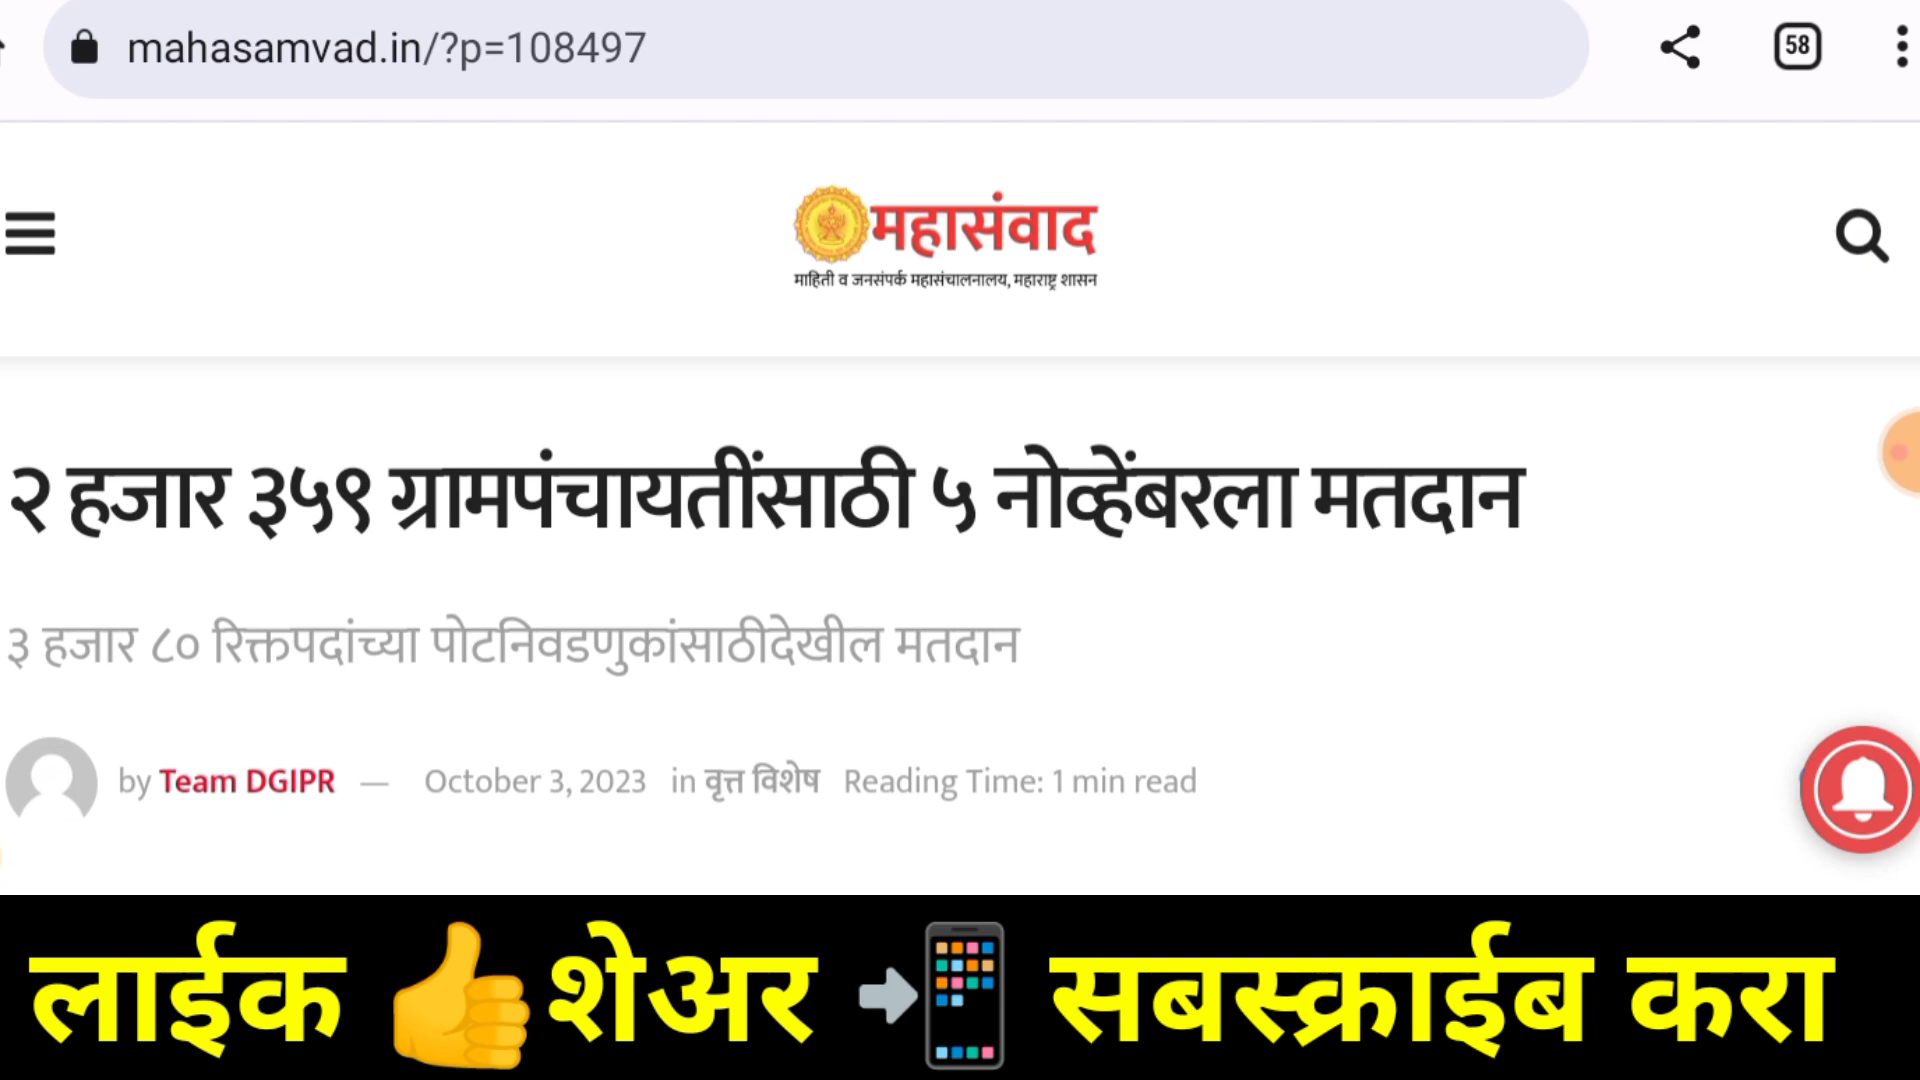 mahasamvad.in/?p=108497
58
महासंवाद
माहिती व जनसंपर्क महासंचालनालय, महाराष्ट्र शासन
२ हजार ३५९ ग्रामपंचायतींसाठी ५ नोव्हेंबरला मतदान
३ हजार ८० रिक्तपदांच्या पोटनिवडणुकांसाठीदेखील मतदान
by Team DGIPR — October 3, 2023 in वृत्त विशेष Reading Time: 1 min read
लाईक 👍 शेअर 📲 सबस्क्राईब करा